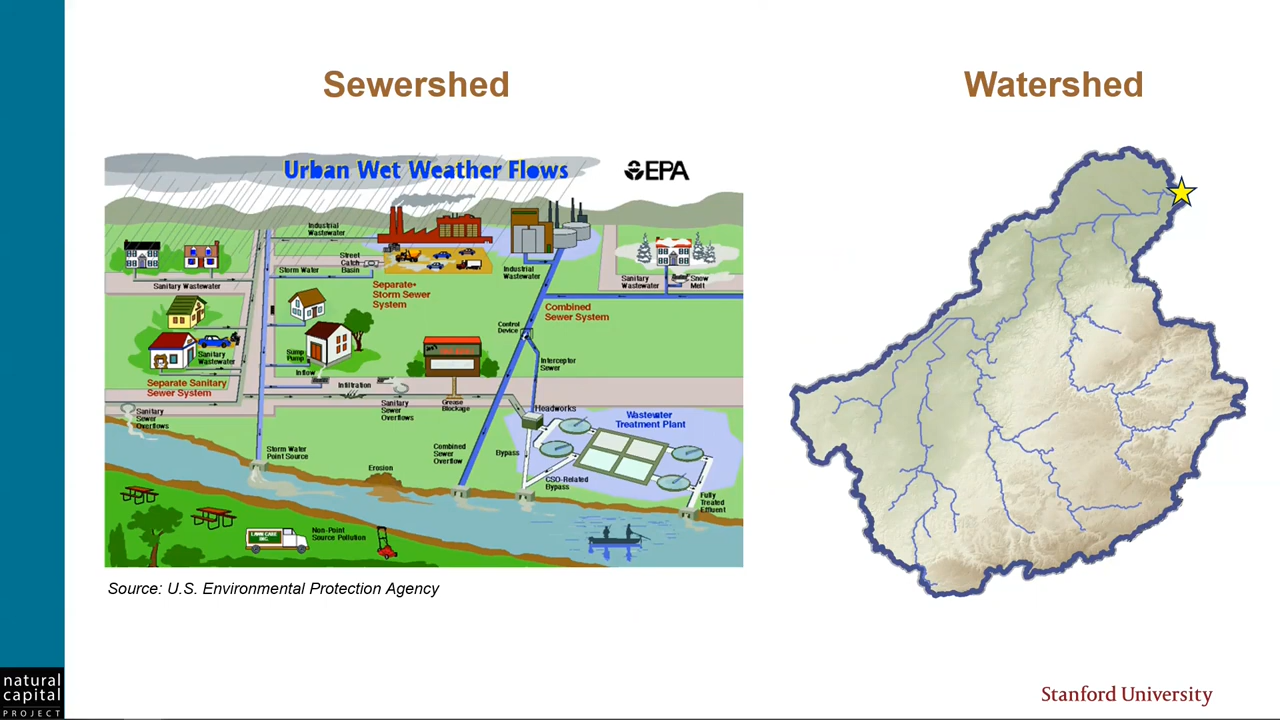 Sewershed
Watershed
Urban Wet Weather Flows
EPA
Industrial
Wastewater
Street
Catch
Basin
Storm Water
Sanitary Wastewater
Separate
Storm Sewer
System
Industrial
Wastewater
Sanitary
Wastewater
Snow
Melt
Combined
Sewer System
Control
Device
Sump
Pump
Sanitary
Wastewater
Interceptor
Sewer
Inflow
Separate Sanitary
Sewer System
Infiltration
Sanitary
Sewer
Overflows
Sanitary
Sewer
Overflows
Grease
Blockage
Headworks
Wastewater
Treatment Plant
Storm Water
Point Source
Erosion
Combined
Sewer
Overflow
Bypass
CSO-Related
Bypass
Fully
Treated
Effluent
LAWN CARE
INC.
Non-Point
Source Pollution
Source: U.S. Environmental Protection Agency
natural
capital
PROJECT
Stanford University